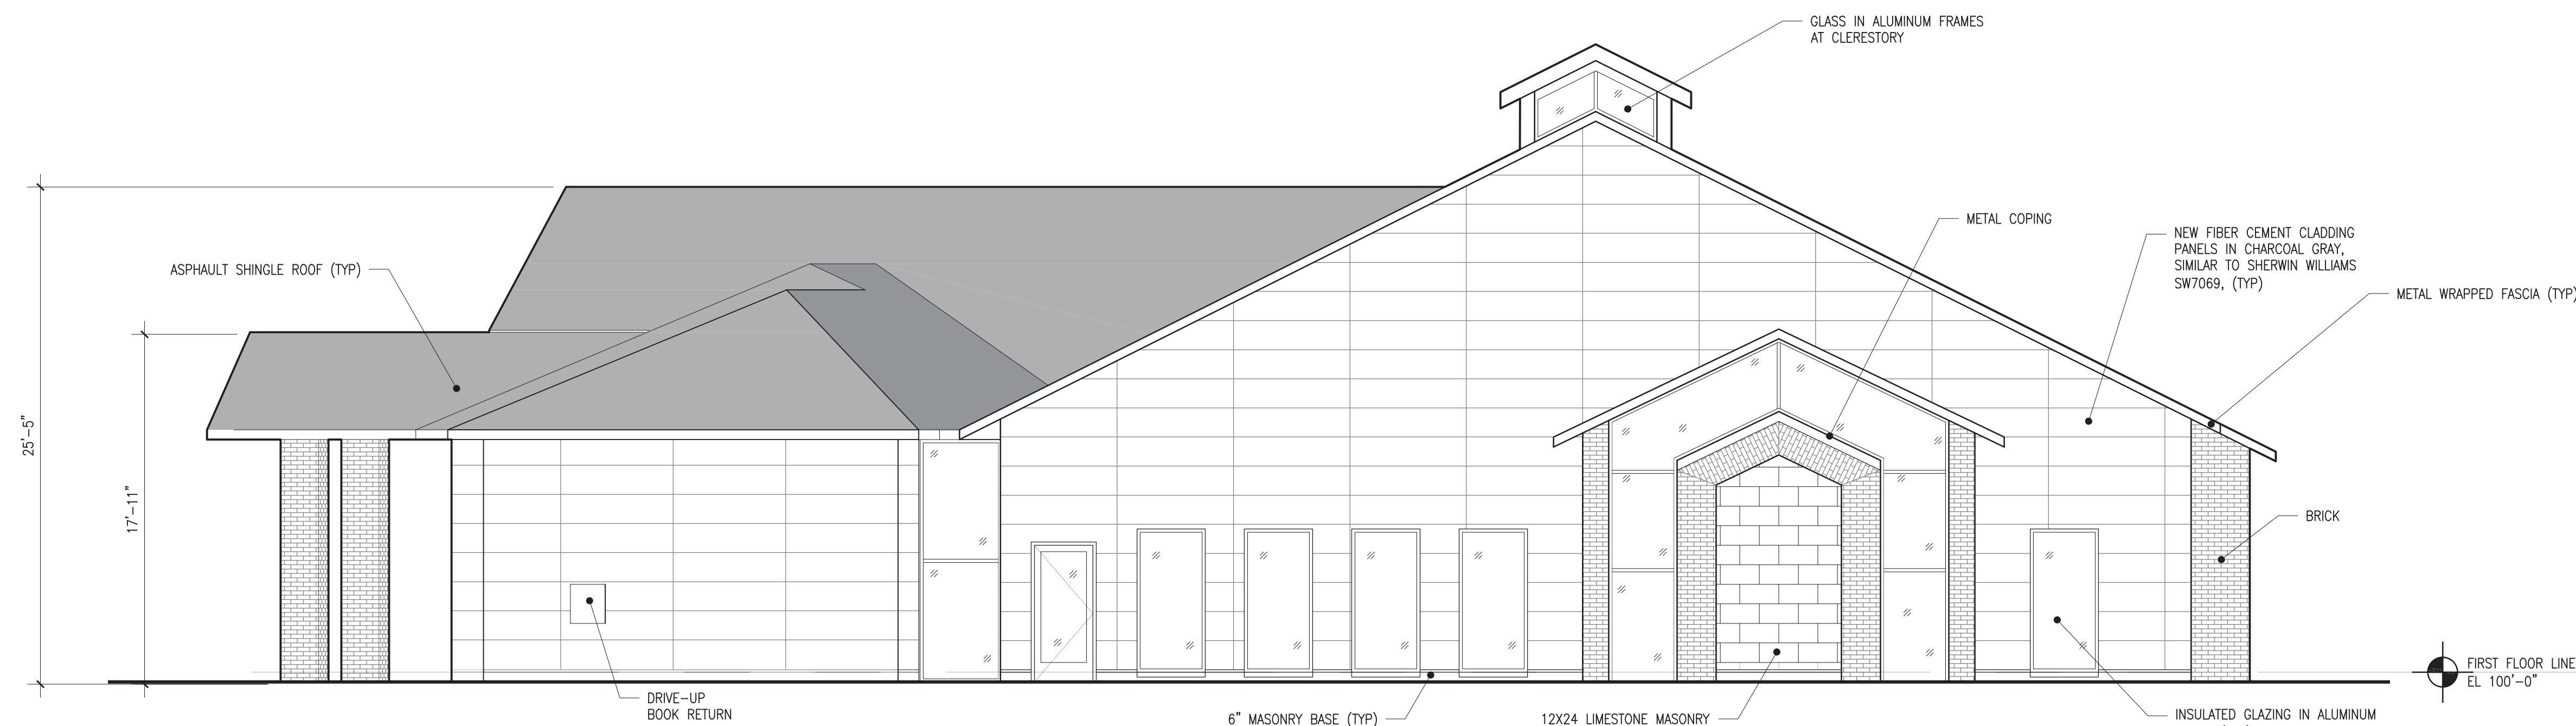 GLASS IN ALUMINUM FRAMES
AT CLERESTORY
METAL COPING
NEW FIBER CEMENT CLADDING
PANELS IN CHARCOAL GRAY,
SIMILAR TO SHERWIN WILLIAMS
SW7069, (TYP)
ASPHAULT SHINGLE ROOF (TYP)
METAL WRAPPED FASCIA (TYP)
25'-5"
17'-11"
BRICK
FIRST FLOOR LINE
EL 100'-0"
DRIVE-UP
BOOK RETURN
6" MASONRY BASE (TYP)
12X24 LIMESTONE MASONRY
INSULATED GLAZING IN ALUMINUM